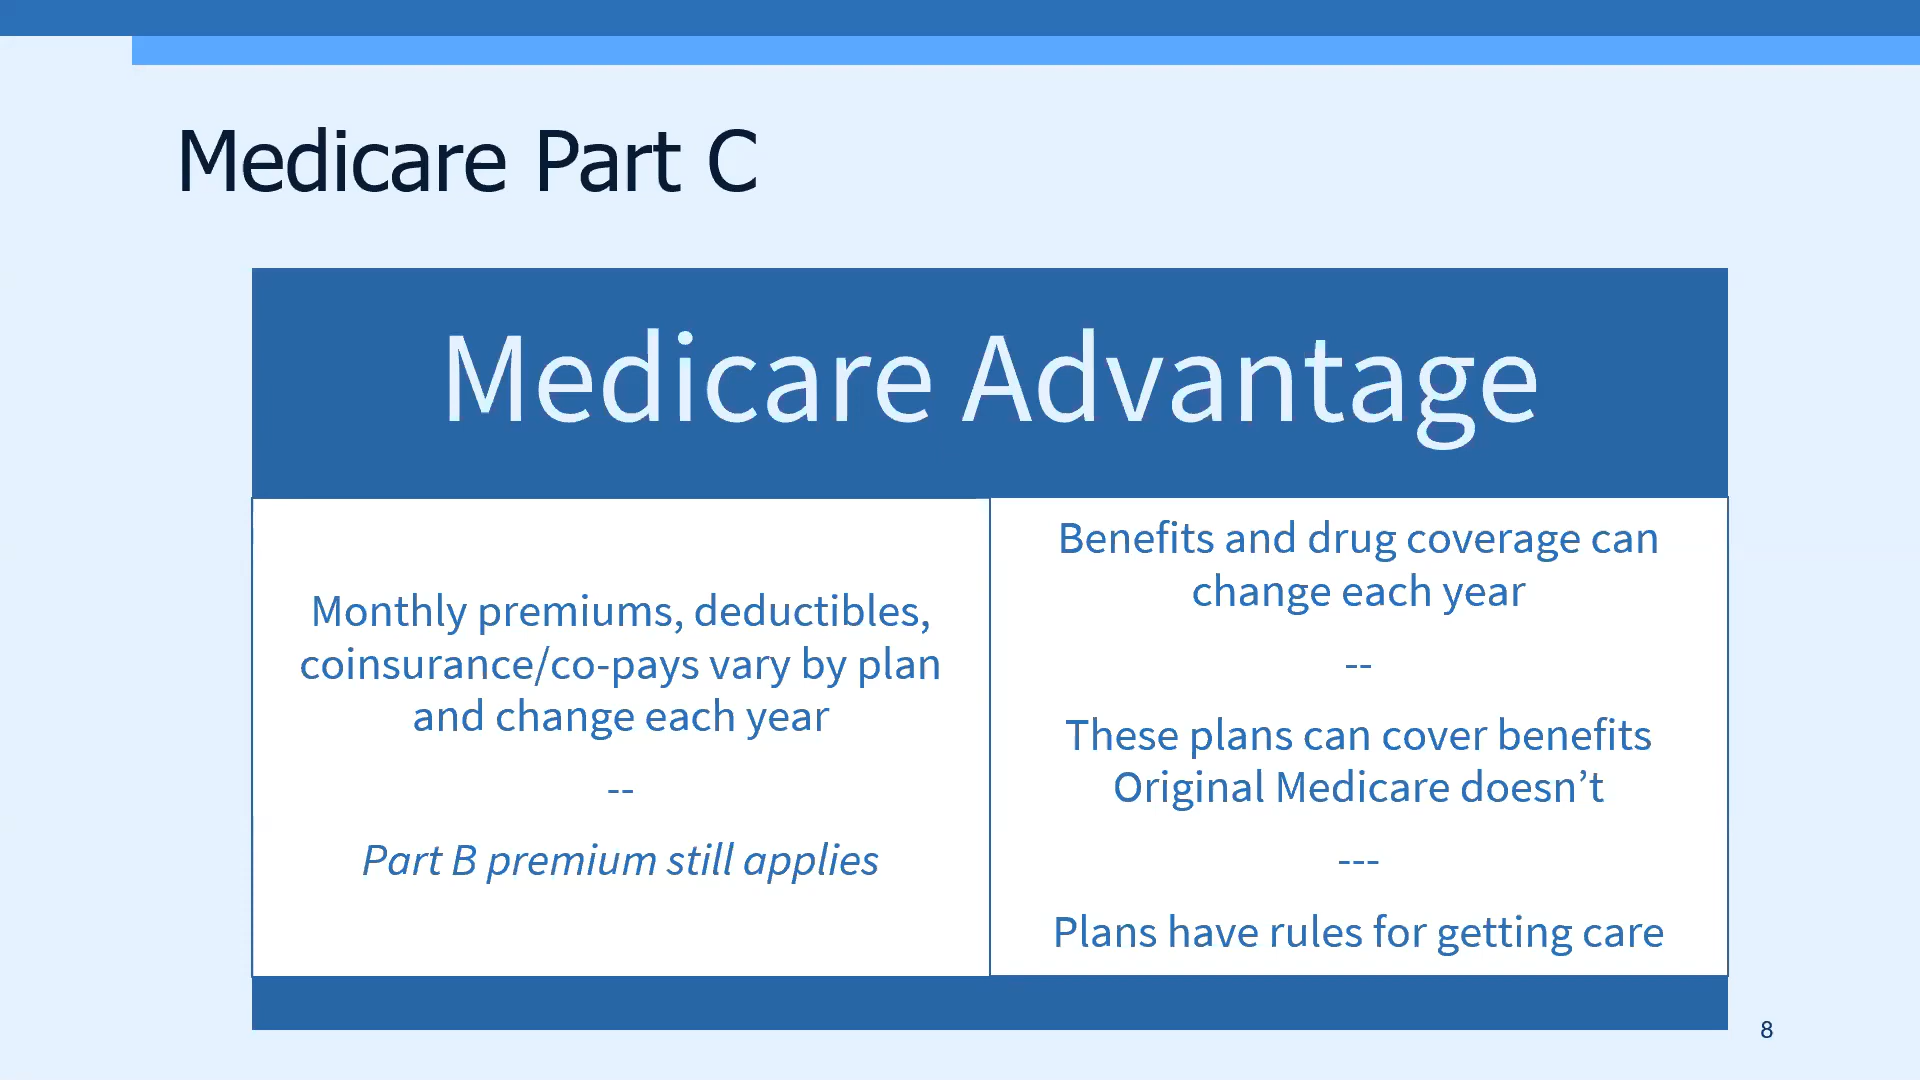 Medicare Part C
Medicare Advantage
Monthly premiums, deductibles,
coinsurance/co-pays vary by plan
and change each year
--
Part B premium still applies
Benefits and drug coverage can
change each year
--
These plans can cover benefits
Original Medicare doesn’t
---
Plans have rules for getting care
8